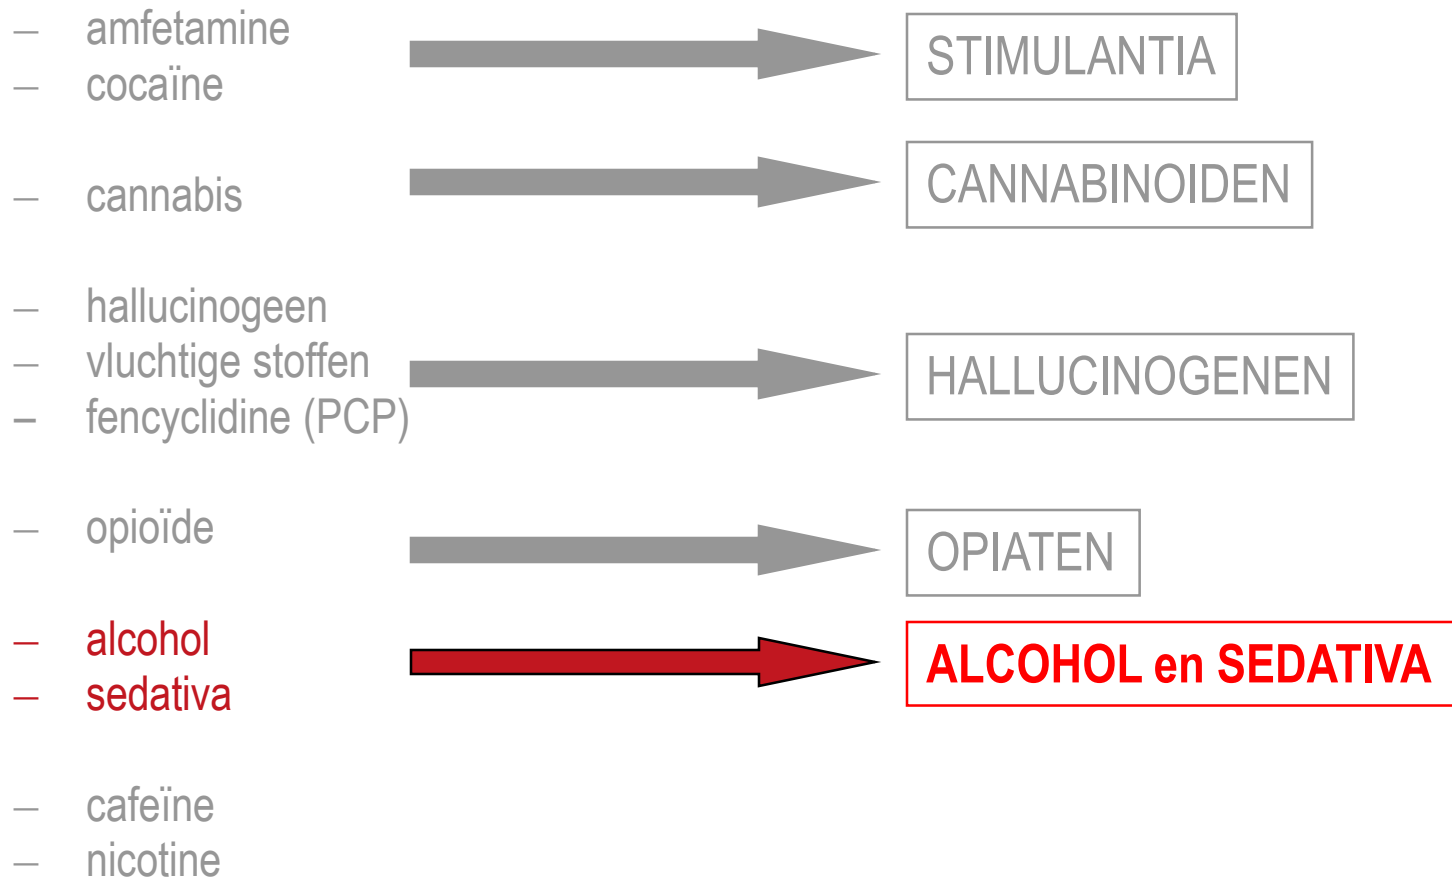 – amfetamine
– cocaïne
STIMULANTIA
– cannabis
CANNABINOIDEN
– hallucinogeen
– vluchtige stoffen
– fencyclidine (PCP)
HALLUCINOGENEN
– opioïde
OPIATEN
– alcohol
– sedativa
ALCOHOL en SEDATIVA
– cafeïne
– nicotine